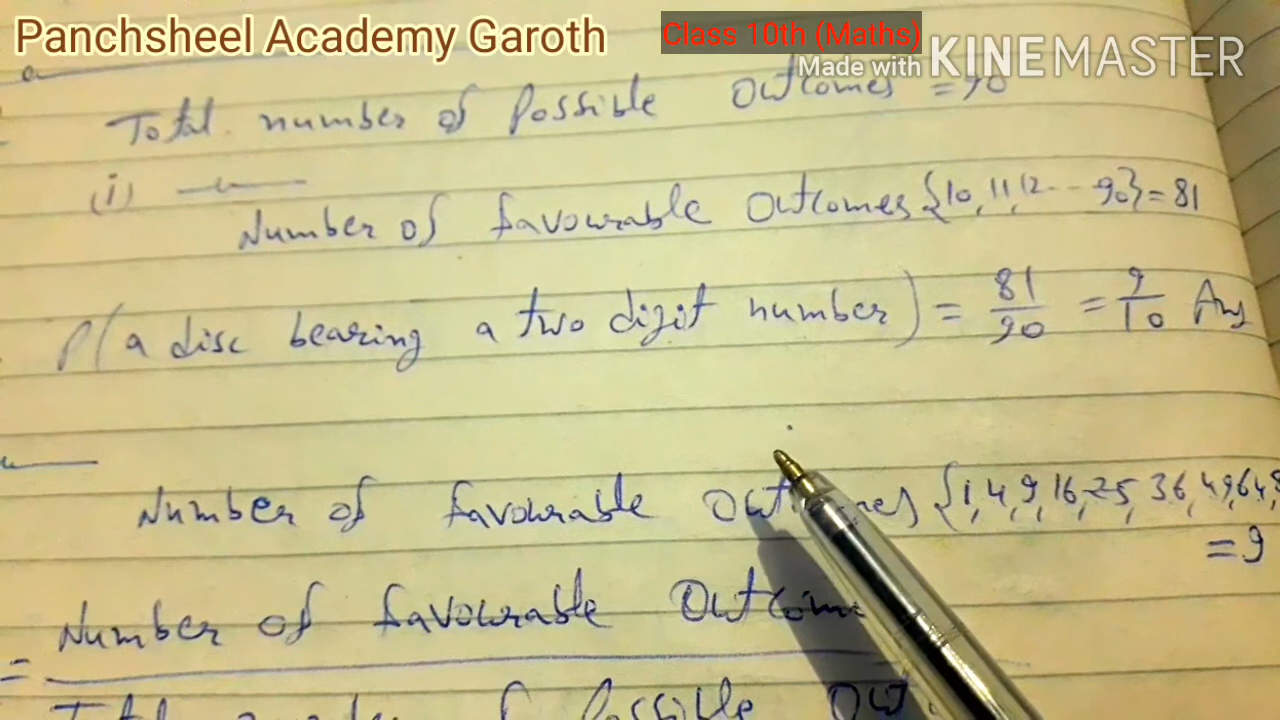 Panchsheel Academy Garoth
Class 10th (Maths)
Made with KINEMASTER
Total number of Possible Outcomes = 90
(i)
Number of favourable Outcomes {10, 11, 12 -- 90} = 81
P(a disc bearing a two digit number) = 81/90 = 9/10 Ans
Number of favourable {1, 4, 9, 16, 25, 36, 49, 64, 8
= 9
Number of favourable
=
of Possible